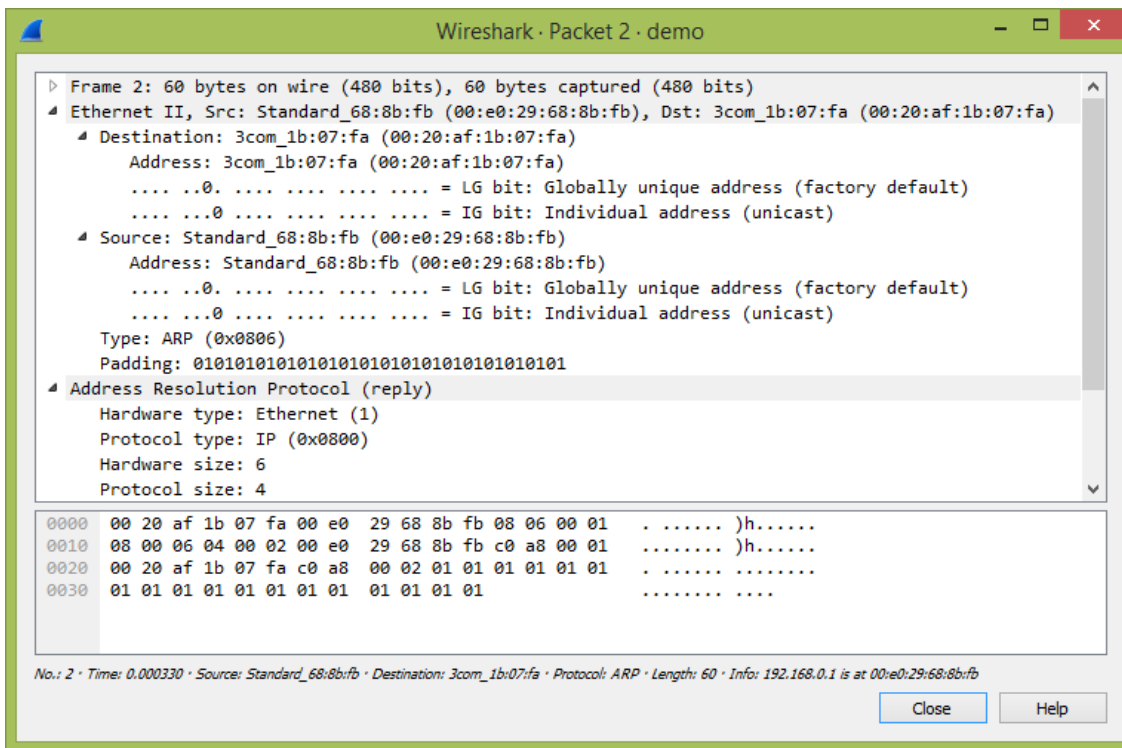 Wireshark · Packet 2 · demo
Frame 2: 60 bytes on wire (480 bits), 60 bytes captured (480 bits)
Ethernet II, Src: Standard_68:8b:fb (00:e0:29:68:8b:fb), Dst: 3com_1b:07:fa (00:20:af:1b:07:fa)
Destination: 3com_1b:07:fa (00:20:af:1b:07:fa)
Address: 3com_1b:07:fa (00:20:af:1b:07:fa)
.... ..0. .... .... .... .... = LG bit: Globally unique address (factory default)
.... ...0 .... .... .... .... = IG bit: Individual address (unicast)
Source: Standard_68:8b:fb (00:e0:29:68:8b:fb)
Address: Standard_68:8b:fb (00:e0:29:68:8b:fb)
.... ..0. .... .... .... .... = LG bit: Globally unique address (factory default)
.... ...0 .... .... .... .... = IG bit: Individual address (unicast)
Type: ARP (0x0806)
Padding: 010101010101010101010101010101010101
Address Resolution Protocol (reply)
Hardware type: Ethernet (1)
Protocol type: IP (0x0800)
Hardware size: 6
Protocol size: 4
0000 00 20 af 1b 07 fa 00 e0 29 68 8b fb 08 06 00 01 . ...... )h......
0010 08 00 06 04 00 02 00 e0 29 68 8b fb c0 a8 00 01 ........ )h......
0020 00 20 af 1b 07 fa c0 a8 00 02 01 01 01 01 01 01 . ...... ........
0030 01 01 01 01 01 01 01 01 01 01 01 01 ........ ....
No.: 2 · Time: 0.000330 · Source: Standard_68:8b:fb · Destination: 3com_1b:07:fa · Protocol: ARP · Length: 60 · Info: 192.168.0.1 is at 00:e0:29:68:8b:fb
Close Help